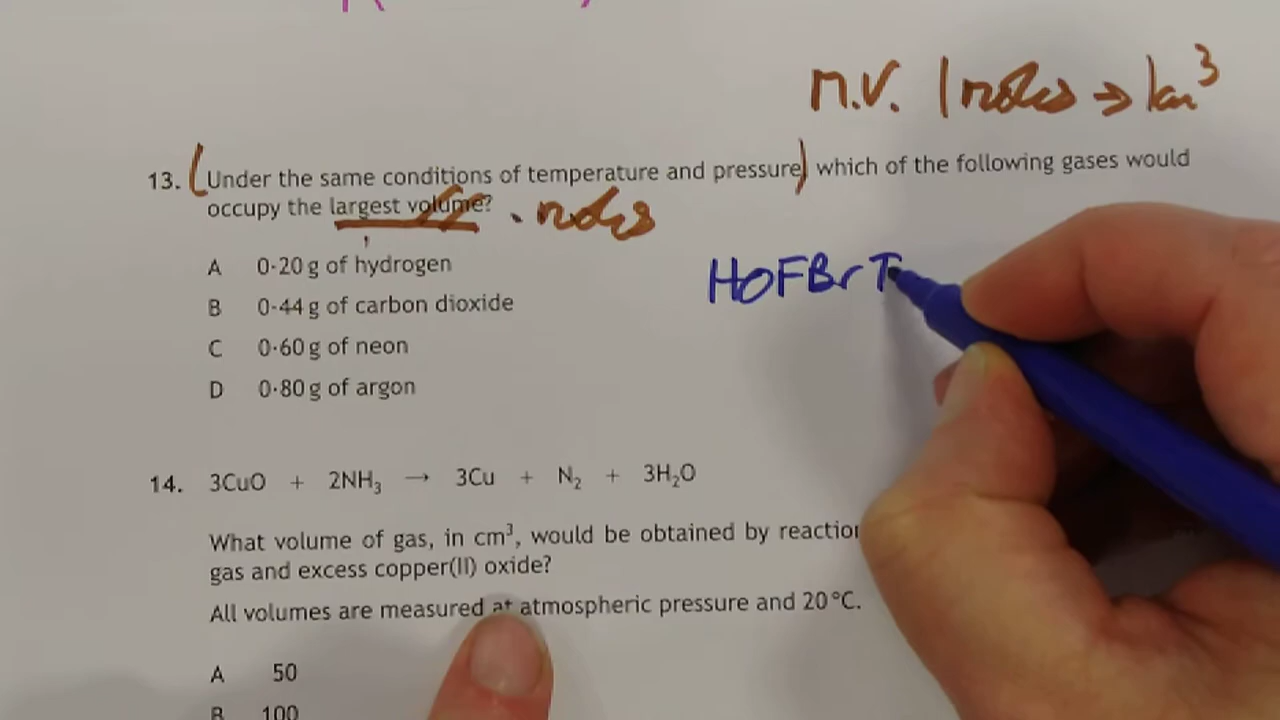 M.V. 1 moles → 1cm³
13. (Under the same conditions of temperature and pressure) which of the following gases would
occupy the largest volume? . moles
A 0·20 g of hydrogen
HOFBr
B 0·44 g of carbon dioxide
C 0·60 g of neon
D 0·80 g of argon
14. 3CuO + 2NH₃ → 3Cu + N₂ + 3H₂O
What volume of gas, in cm³, would be obtained by
gas and excess copper(II) oxide?
All volumes are measured at atmospheric pressure and 20 °C.
A 50
B 100